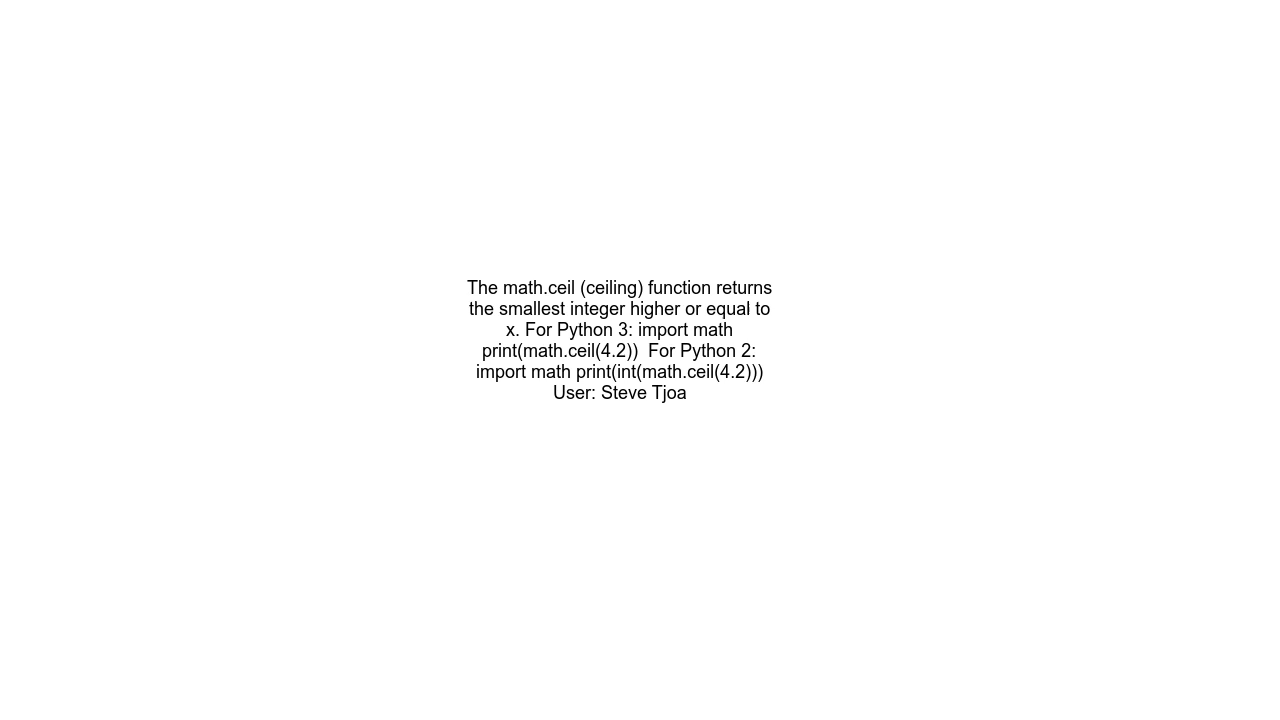 The math.ceil (ceiling) function returns
the smallest integer higher or equal to
x. For Python 3: import math
print(math.ceil(4.2))  For Python 2:
import math print(int(math.ceil(4.2)))
User: Steve Tjoa